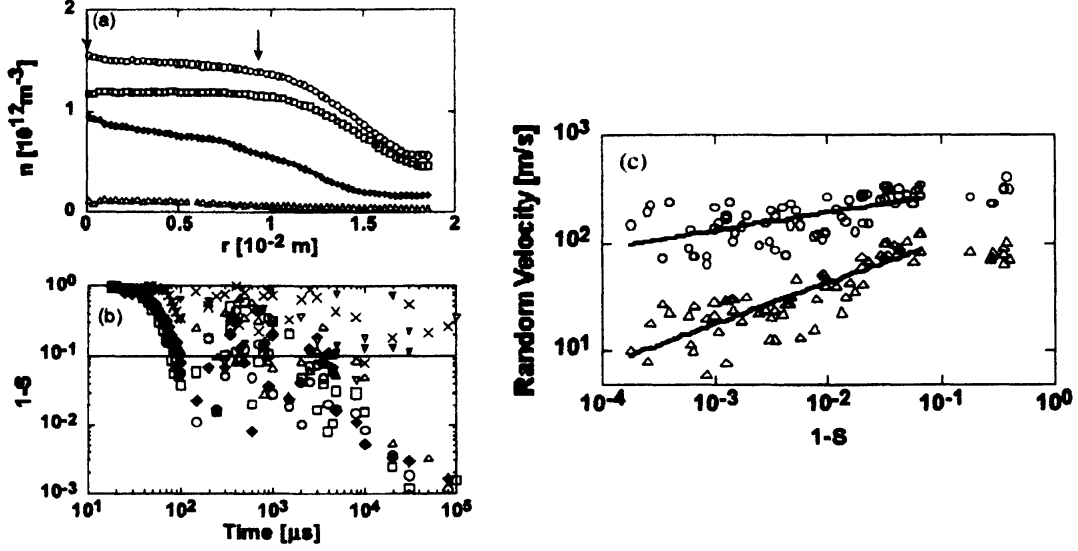 (a)
2
1
0
n [10¹²m⁻³]
0
0.5
1
1.5
2
r [10⁻² m]
(b)
10⁰
10⁻¹
10⁻²
10⁻³
1-S
10¹
10²
10³
10⁴
10⁵
Time [µs]
(c)
10³
10²
10¹
Random Velocity [m/s]
10⁻⁴
10⁻³
10⁻²
10⁻¹
10⁰
1-S